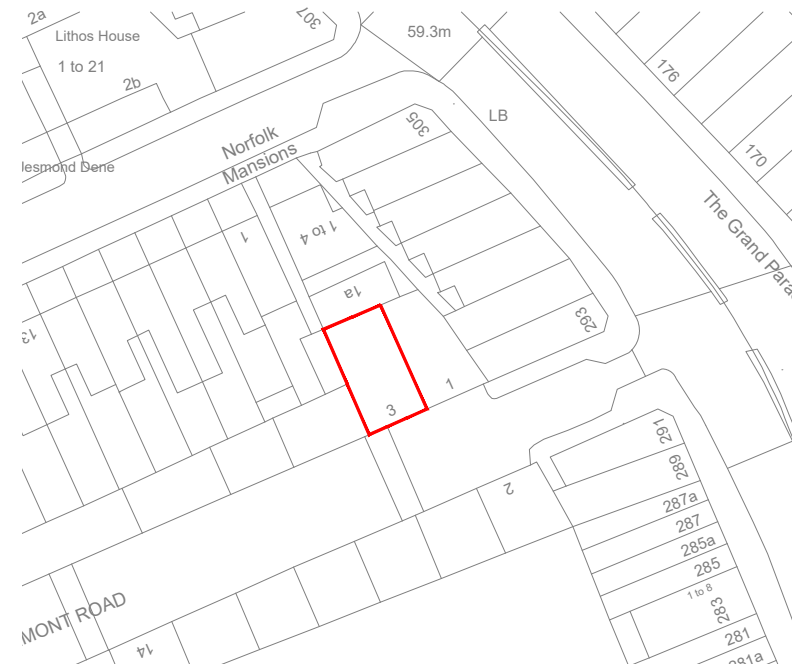 2a
Lithos House
1 to 21
2b
307
59.3m
LB
305
176
170
The Grand Para
Norfolk
Mansions
esmond Dene
1
1 to 4
1a
13
293
1
3
2
291
289
287a
287
285a
285
1 to 8
283
281
281a
MONT ROAD
14